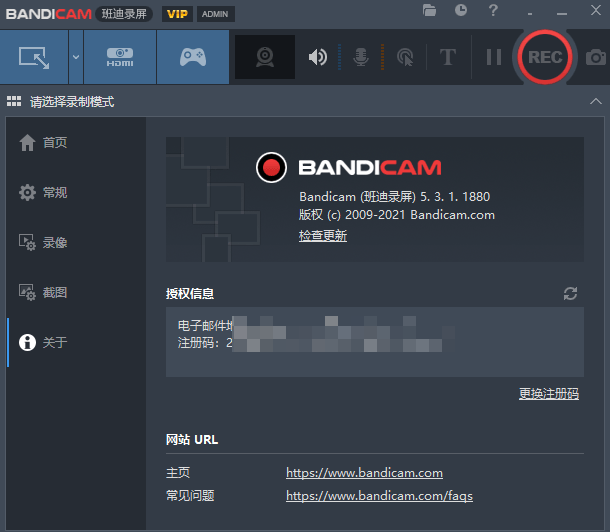 BANDICAM 班迪录屏 VIP ADMIN
HDMI T REC
请选择录制模式
首页
常规
录像
截图
关于
BANDICAM
Bandicam (班迪录屏) 5. 3. 1. 1880
版权 (c) 2009-2021 Bandicam.com
检查更新
授权信息
电子邮件
注册码: 2
更换注册码
网站 URL
主页 https://www.bandicam.com
常见问题 https://www.bandicam.com/faqs